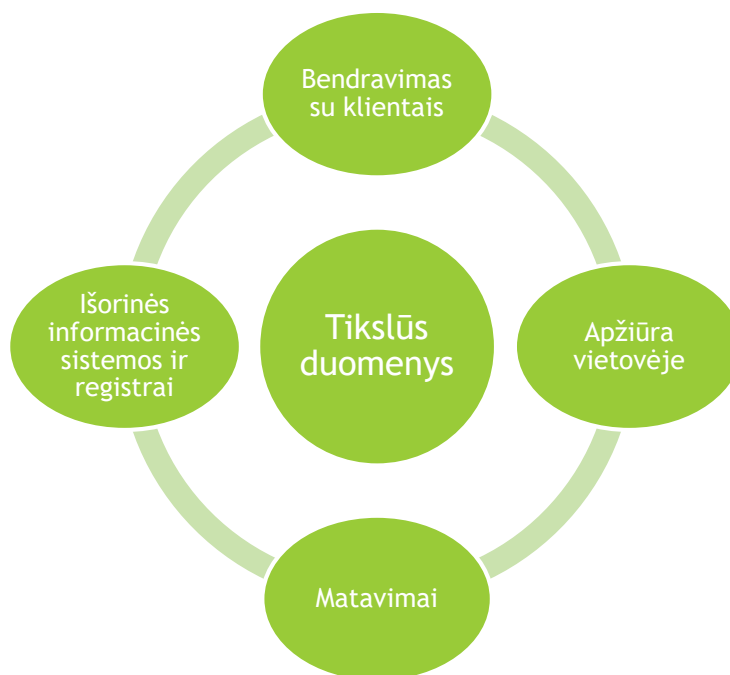 Bendravimas
su klientais
Išorinės
informacinės
sistemos ir
registrai
Tikslūs
duomenys
Apžiūra
vietovėje
Matavimai